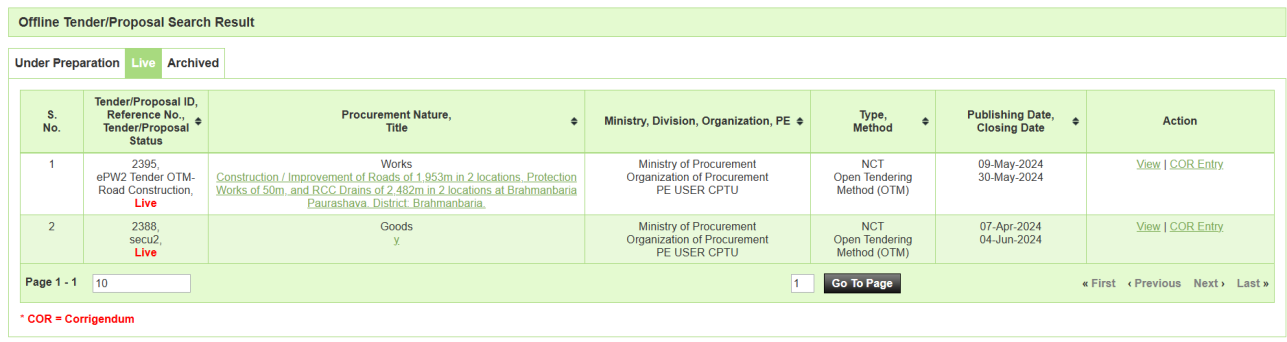 Offline Tender/Proposal Search Result
Under Preparation Live Archived
S. No.
Tender/Proposal ID, Reference No., Tender/Proposal Status
Procurement Nature, Title
Ministry, Division, Organization, PE
Type, Method
Publishing Date, Closing Date
Action
1
2395,
ePW2 Tender OTM-
Road Construction,
Live
Works
Construction / Improvement of Roads of 1,953m in 2 locations, Protection
Works of 50m, and RCC Drains of 2,482m in 2 locations at Brahmanbaria
Paurashava. District: Brahmanbaria.
Ministry of Procurement
Organization of Procurement
PE USER CPTU
NCT
Open Tendering
Method (OTM)
09-May-2024
30-May-2024
View | COR Entry
2
2388,
secu2,
Live
Goods
y
Ministry of Procurement
Organization of Procurement
PE USER CPTU
NCT
Open Tendering
Method (OTM)
07-Apr-2024
04-Jun-2024
View | COR Entry
Page 1 - 1 10 1 Go To Page « First ‹ Previous Next › Last »
* COR = Corrigendum